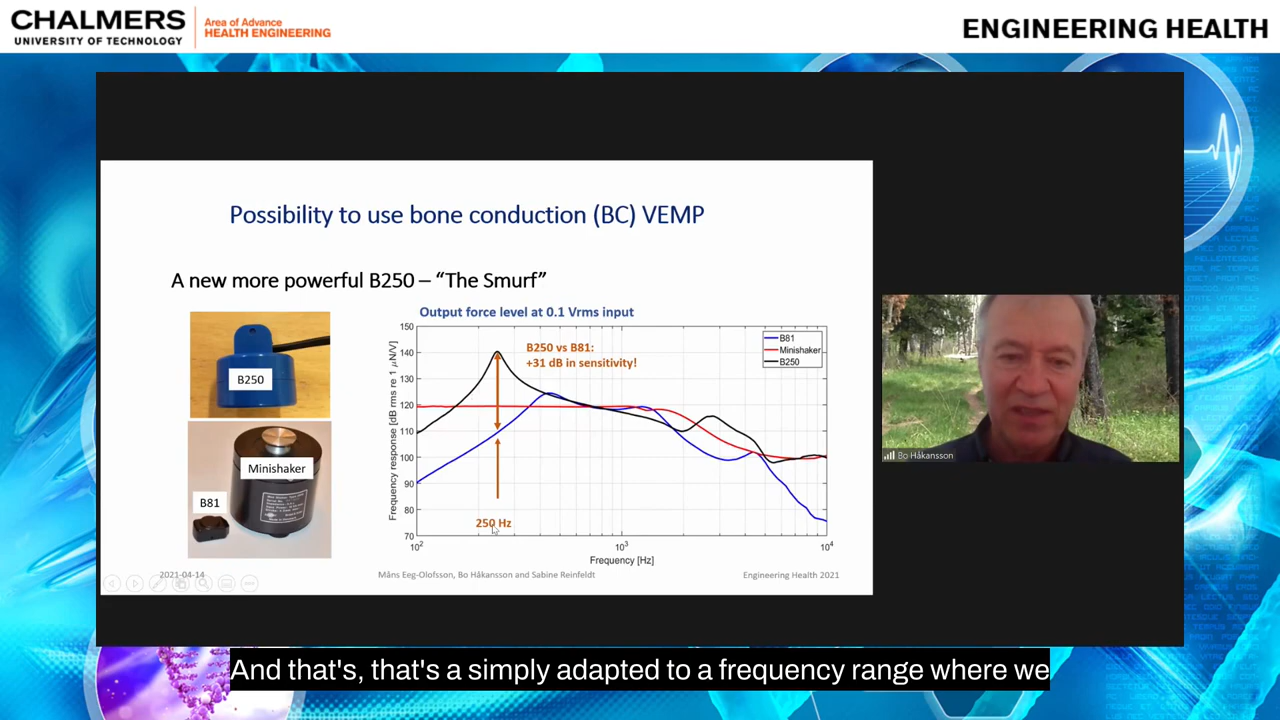 CHALMERS
UNIVERSITY OF TECHNOLOGY
Area of Advance
HEALTH ENGINEERING
ENGINEERING HEALTH
Possibility to use bone conduction (BC) VEMP
A new more powerful B250 – “The Smurf”
B250
Minishaker
B81
Output force level at 0.1 Vrms input
B250 vs B81:
+31 dB in sensitivity!
B81
Minishaker
B250
Frequency response [dB rms re 1 μN/V]
150
140
130
120
110
100
90
80
70
250 Hz
10²
10³
10⁴
Frequency [Hz]
2021-04-14
Måns Eeg-Olofsson, Bo Håkansson and Sabine Reinfeldt
Engineering Health 2021
Bo Håkansson
And that's, that's a simply adapted to a frequency range where we